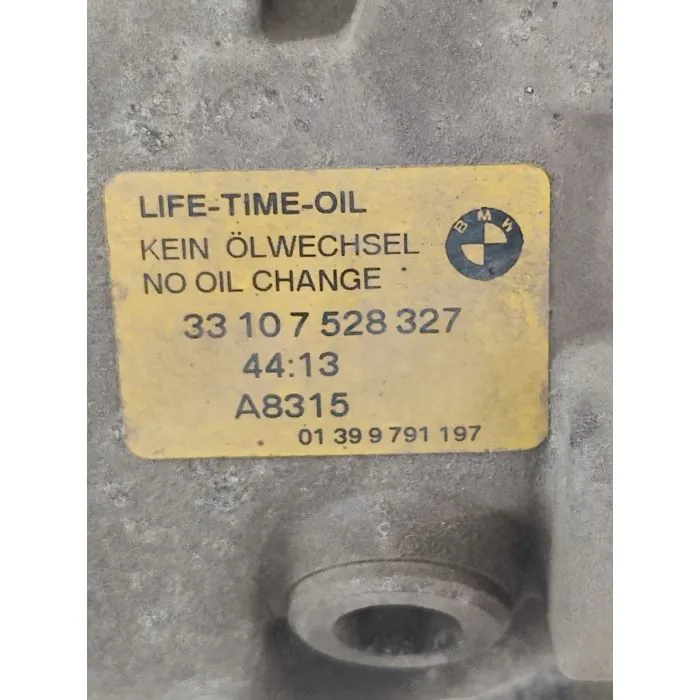 LIFE-TIME-OIL
BMW
KEIN ÖLWECHSEL
NO OIL CHANGE
33 10 7 528 327
44:13
A8315
01 39 9 791 197